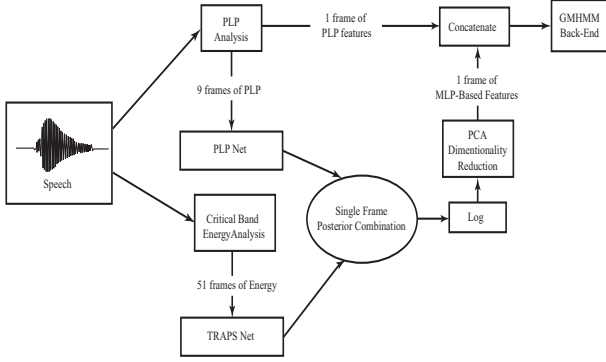 PLP
Analysis
1 frame of
PLP features
Concatenate
GMHMM
Back-End
9 frames of PLP
1 frame of
MLP-Based Features
PLP Net
PCA
Dimentionality
Reduction
Speech
Critical Band
EnergyAnalysis
Single Frame
Posterior Combination
Log
51 frames of Energy
TRAPS Net